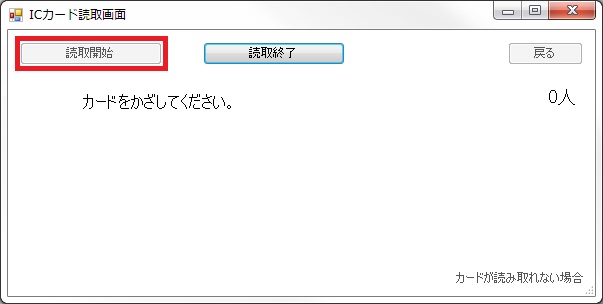 ICカード読取画面
読取開始
読取終了
戻る
カードをかざしてください。
0人
カードが読み取れない場合